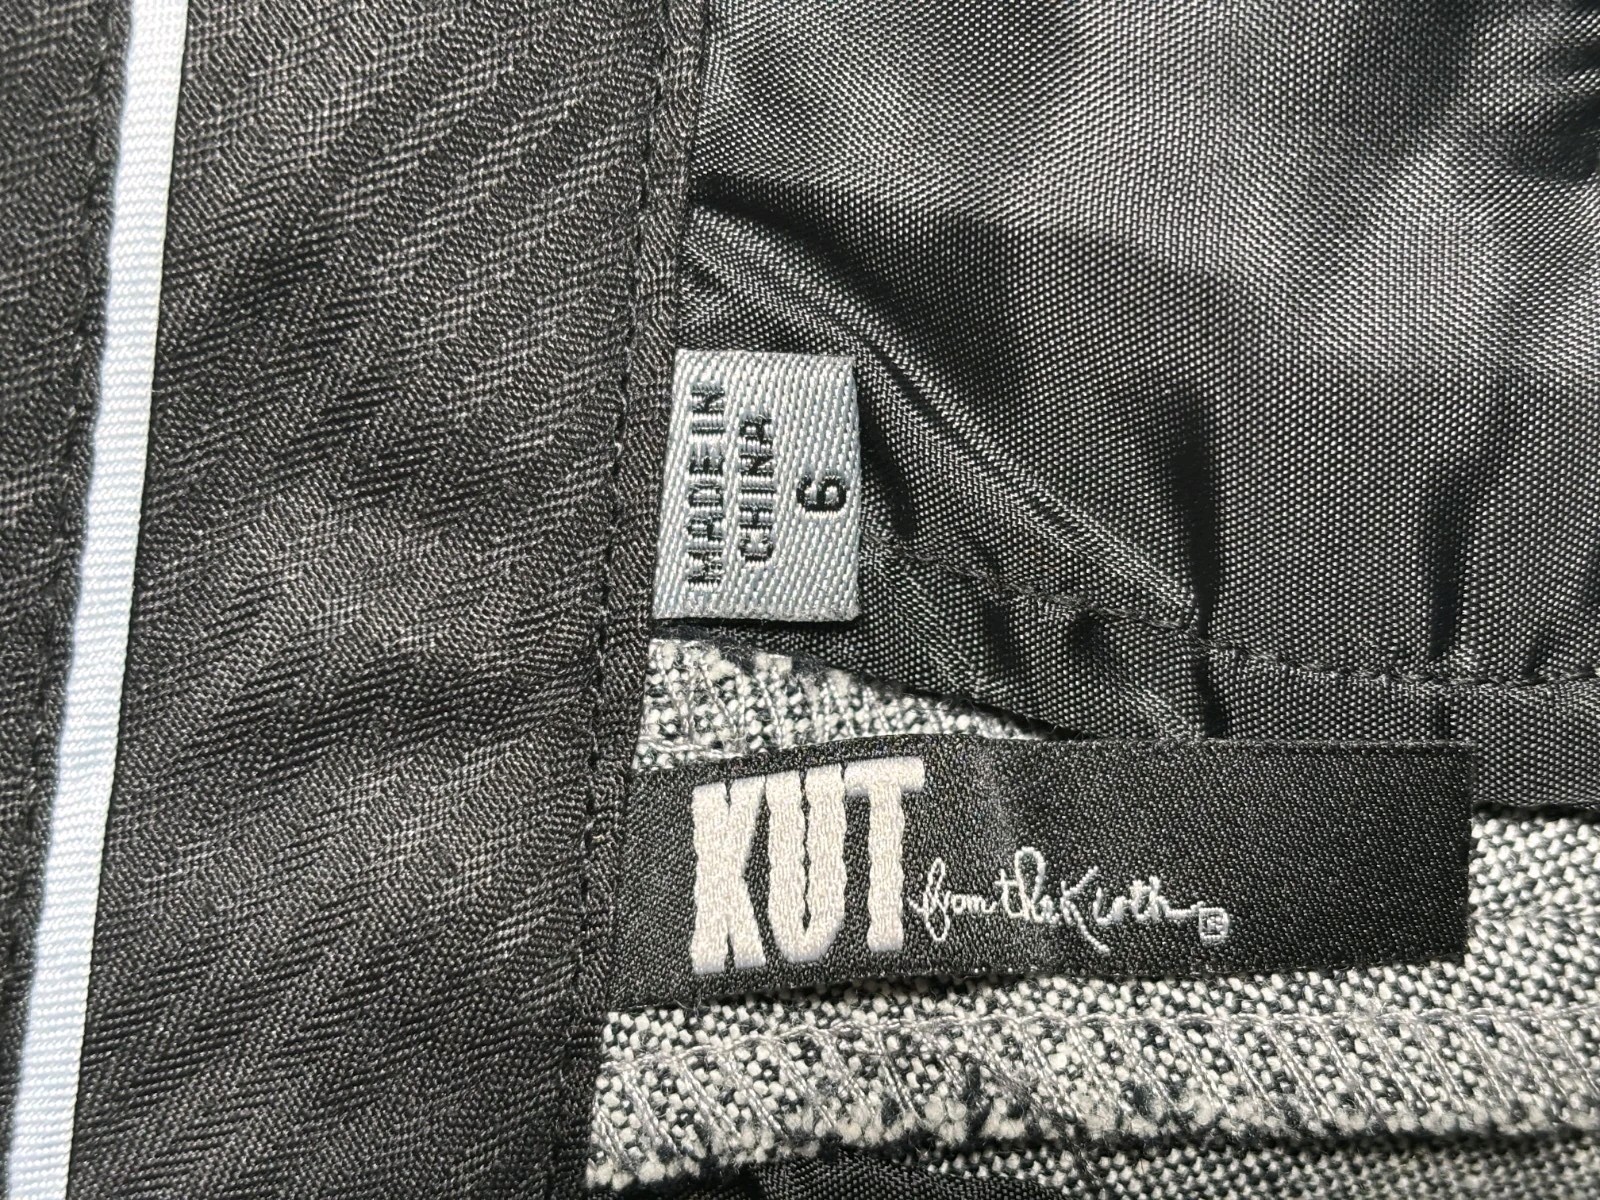 MADE IN
CHINA
6
KUT from the Kloth